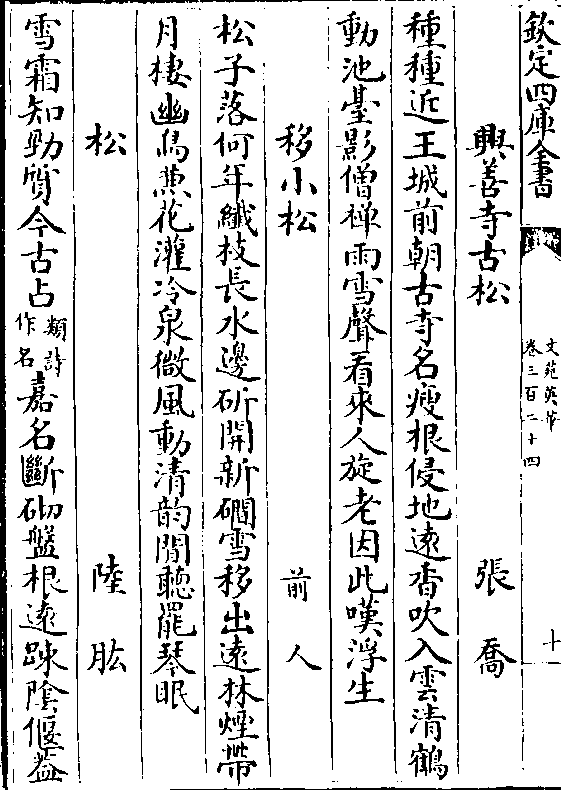 欽定四庫全書
文苑英華
卷三百二十四
十
興善寺古松 張喬
種種近王城前朝古寺名瘦根侵地遠香吹入雲清鶴
動池臺影僧禪雨雪聲看來人旋老因此嘆浮生
移小松 前人
松子落何年纖枝長水邊斫開新磵雪移出遠林煙帶
月棲幽鳥兼花灌冷泉微風動清韵閒聽罷琴眠
松 陸肱
雪霜知勁質今古占類詩作名嘉名斷砌盤根遠踈陰偃蓋